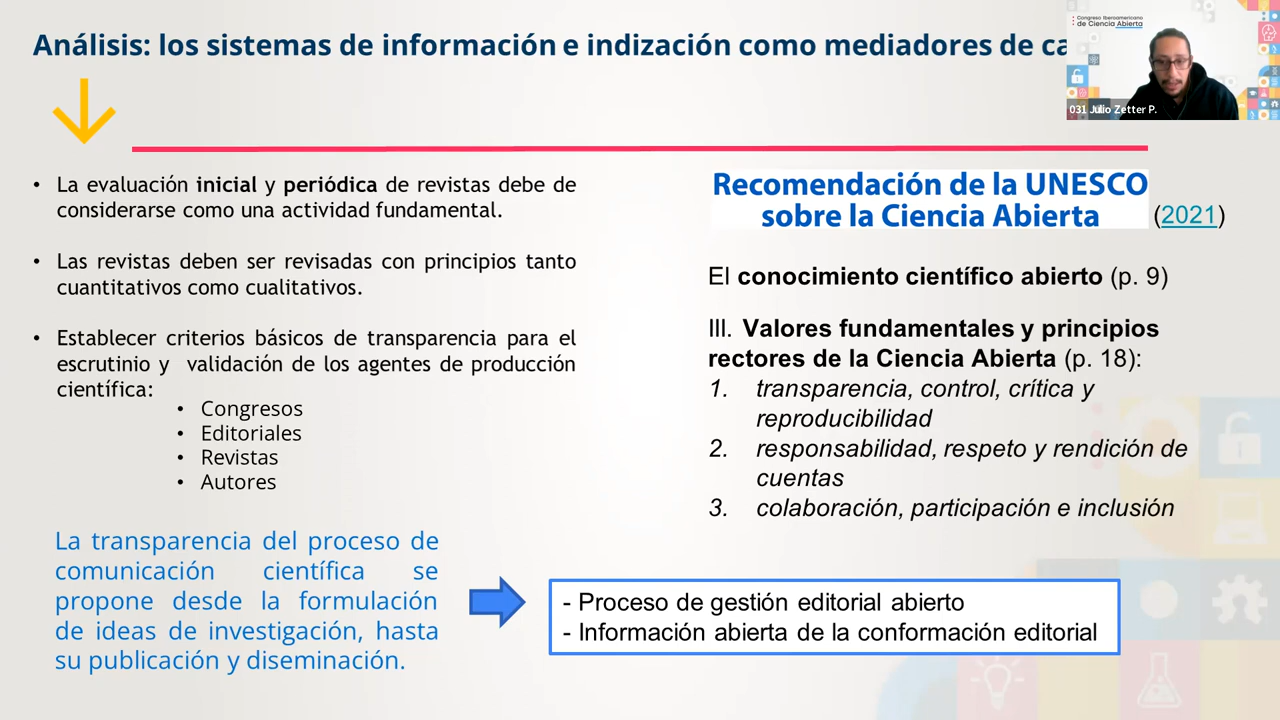 Análisis: los sistemas de información e indización como mediadores de ca
Congreso Iberoamericano
de Ciencia Abierta
031 Julio Zetter P.
• La evaluación inicial y periódica de revistas debe de
considerarse como una actividad fundamental.
• Las revistas deben ser revisadas con principios tanto
cuantitativos como cualitativos.
• Establecer criterios básicos de transparencia para el
escrutinio y validación de los agentes de producción
científica:
• Congresos
• Editoriales
• Revistas
• Autores
La transparencia del proceso de
comunicación científica se
propone desde la formulación
de ideas de investigación, hasta
su publicación y diseminación.
Recomendación de la UNESCO
sobre la Ciencia Abierta (2021)
El conocimiento científico abierto (p. 9)
III. Valores fundamentales y principios
rectores de la Ciencia Abierta (p. 18):
1. transparencia, control, crítica y
reproducibilidad
2. responsabilidad, respeto y rendición de
cuentas
3. colaboración, participación e inclusión
- Proceso de gestión editorial abierto
- Información abierta de la conformación editorial